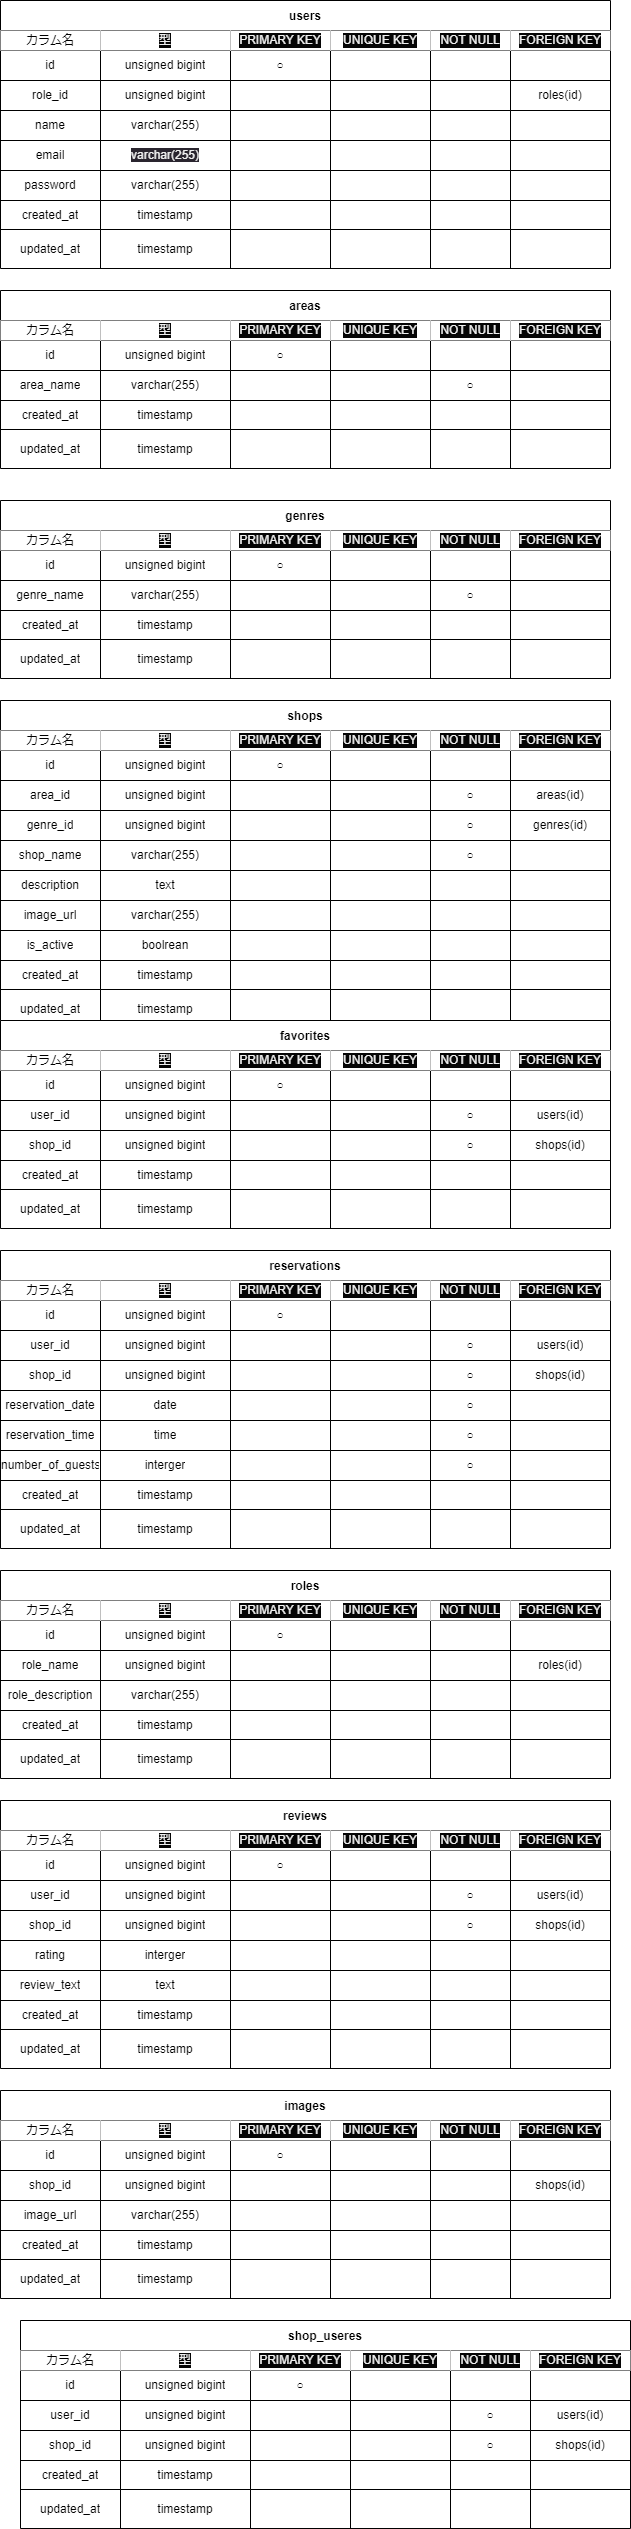 users
カラム名 型 PRIMARY KEY UNIQUE KEY NOT NULL FOREIGN KEY
id unsigned bigint ○
role_id unsigned bigint roles(id)
name varchar(255)
email varchar(255)
password varchar(255)
created_at timestamp
updated_at timestamp
areas
カラム名 型 PRIMARY KEY UNIQUE KEY NOT NULL FOREIGN KEY
id unsigned bigint ○
area_name varchar(255) ○
created_at timestamp
updated_at timestamp
genres
カラム名 型 PRIMARY KEY UNIQUE KEY NOT NULL FOREIGN KEY
id unsigned bigint ○
genre_name varchar(255) ○
created_at timestamp
updated_at timestamp
shops
カラム名 型 PRIMARY KEY UNIQUE KEY NOT NULL FOREIGN KEY
id unsigned bigint ○
area_id unsigned bigint ○ areas(id)
genre_id unsigned bigint ○ genres(id)
shop_name varchar(255) ○
description text
image_url varchar(255)
is_active boolrean
created_at timestamp
updated_at timestamp
favorites
カラム名 型 PRIMARY KEY UNIQUE KEY NOT NULL FOREIGN KEY
id unsigned bigint ○
user_id unsigned bigint ○ users(id)
shop_id unsigned bigint ○ shops(id)
created_at timestamp
updated_at timestamp
reservations
カラム名 型 PRIMARY KEY UNIQUE KEY NOT NULL FOREIGN KEY
id unsigned bigint ○
user_id unsigned bigint ○ users(id)
shop_id unsigned bigint ○ shops(id)
reservation_date date ○
reservation_time time ○
number_of_guests interger ○
created_at timestamp
updated_at timestamp
roles
カラム名 型 PRIMARY KEY UNIQUE KEY NOT NULL FOREIGN KEY
id unsigned bigint ○
role_name unsigned bigint roles(id)
role_description varchar(255)
created_at timestamp
updated_at timestamp
reviews
カラム名 型 PRIMARY KEY UNIQUE KEY NOT NULL FOREIGN KEY
id unsigned bigint ○
user_id unsigned bigint ○ users(id)
shop_id unsigned bigint ○ shops(id)
rating interger
review_text text
created_at timestamp
updated_at timestamp
images
カラム名 型 PRIMARY KEY UNIQUE KEY NOT NULL FOREIGN KEY
id unsigned bigint ○
shop_id unsigned bigint shops(id)
image_url varchar(255)
created_at timestamp
updated_at timestamp
shop_useres
カラム名 型 PRIMARY KEY UNIQUE KEY NOT NULL FOREIGN KEY
id unsigned bigint ○
user_id unsigned bigint ○ users(id)
shop_id unsigned bigint ○ shops(id)
created_at timestamp
updated_at timestamp